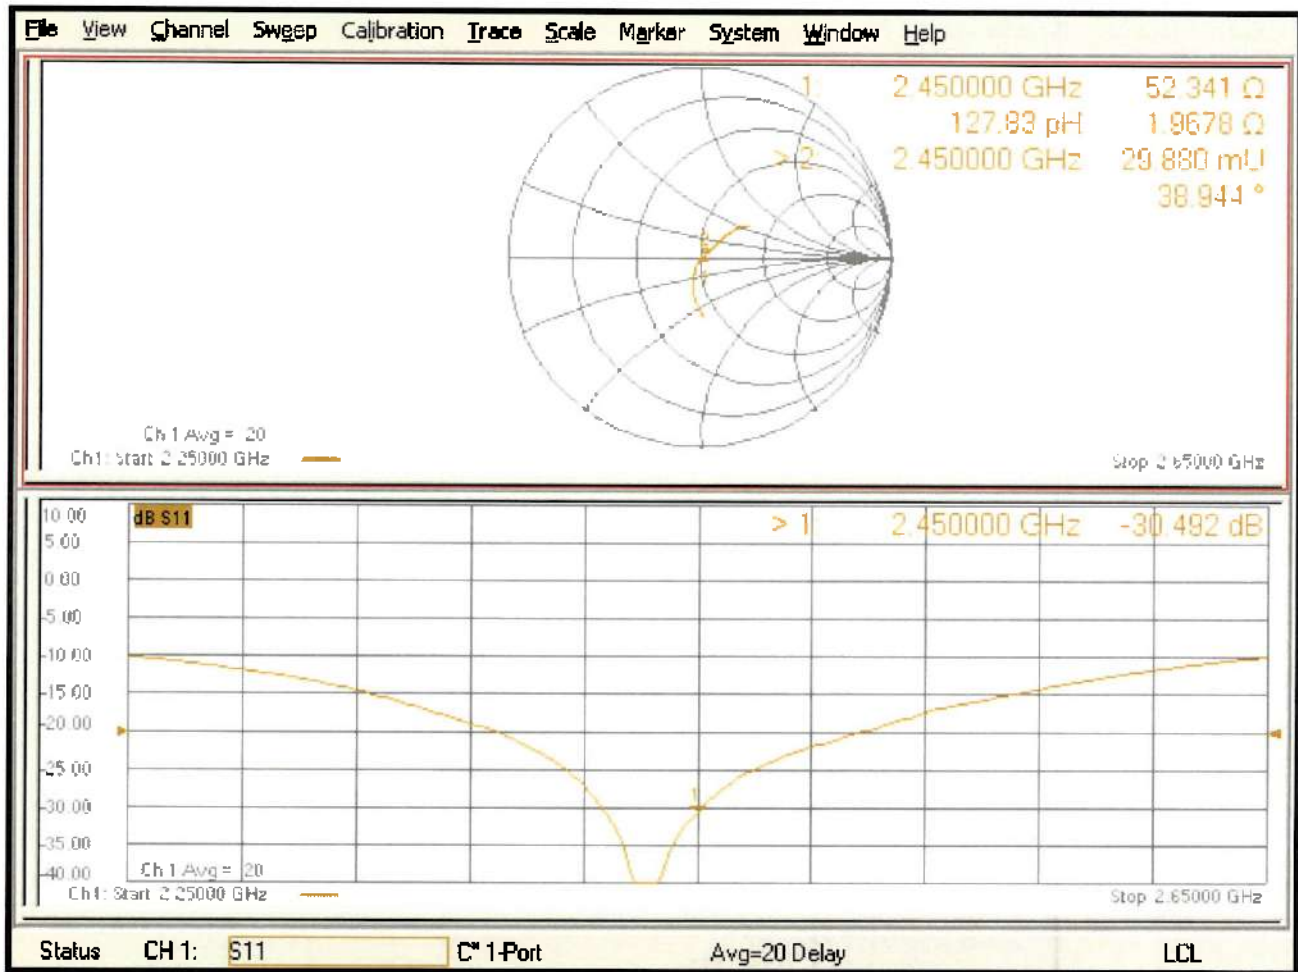 File View Channel Sweep Calibration Trace Scale Marker System Window Help
1: 2.450000 GHz 52.341 Ω
127.83 pH 1.9678 Ω
> 2: 2.450000 GHz 29.880 mU
38.944 °
Ch 1 Avg = 20
Ch1: Start 2.25000 GHz
Stop 2.65000 GHz
10.00
dB S11
> 1: 2.450000 GHz -30.492 dB
5.00
0.00
-5.00
-10.00
-15.00
-20.00
-25.00
-30.00
1
-35.00
-40.00
Ch 1 Avg = 20
Ch1: Start 2.25000 GHz
Stop 2.65000 GHz
Status CH 1: S11 C* 1-Port Avg=20 Delay LCL